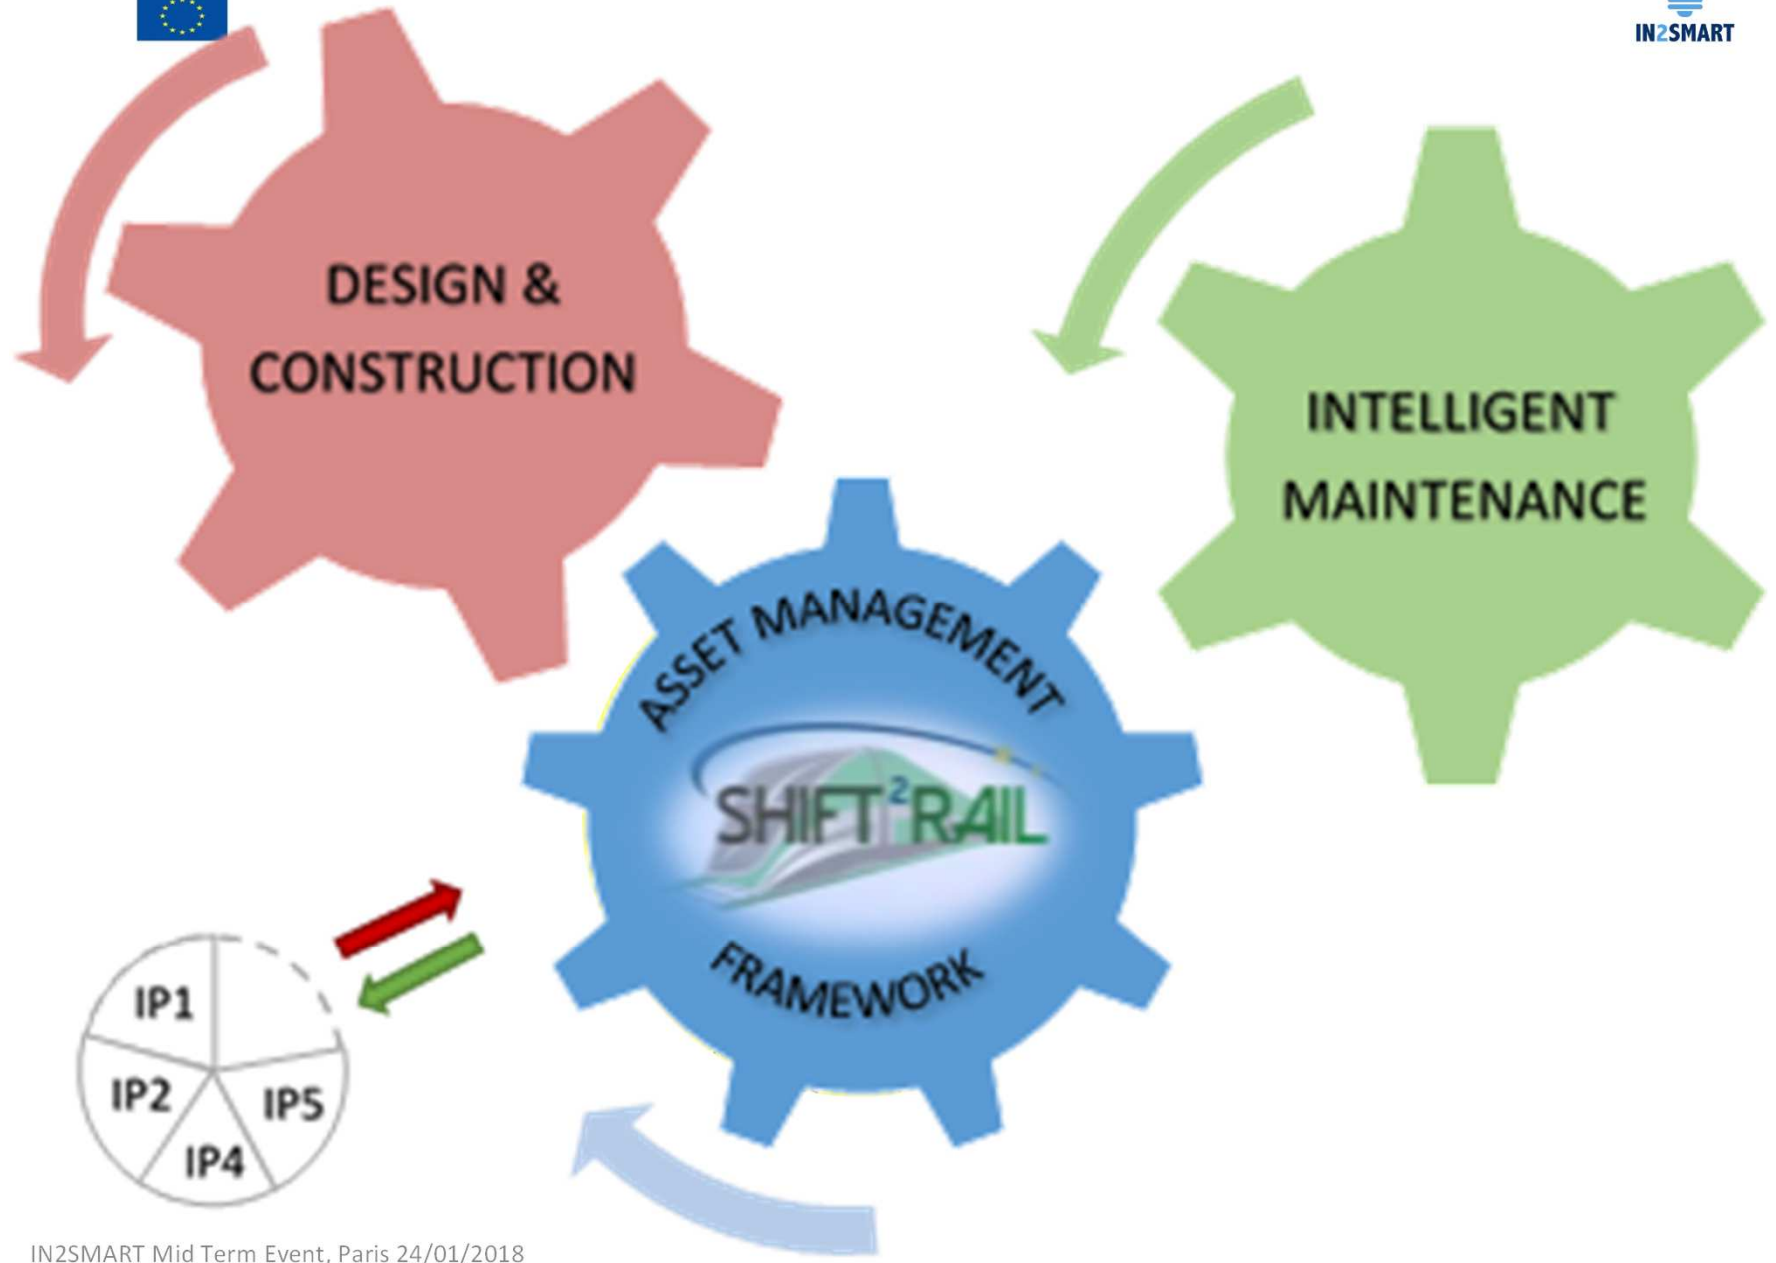 IN2SMART
DESIGN &
CONSTRUCTION
INTELLIGENT
MAINTENANCE
ASSET MANAGEMENT
SHIFT²RAIL
FRAMEWORK
IP1
IP2
IP5
IP4
IN2SMART Mid Term Event, Paris 24/01/2018